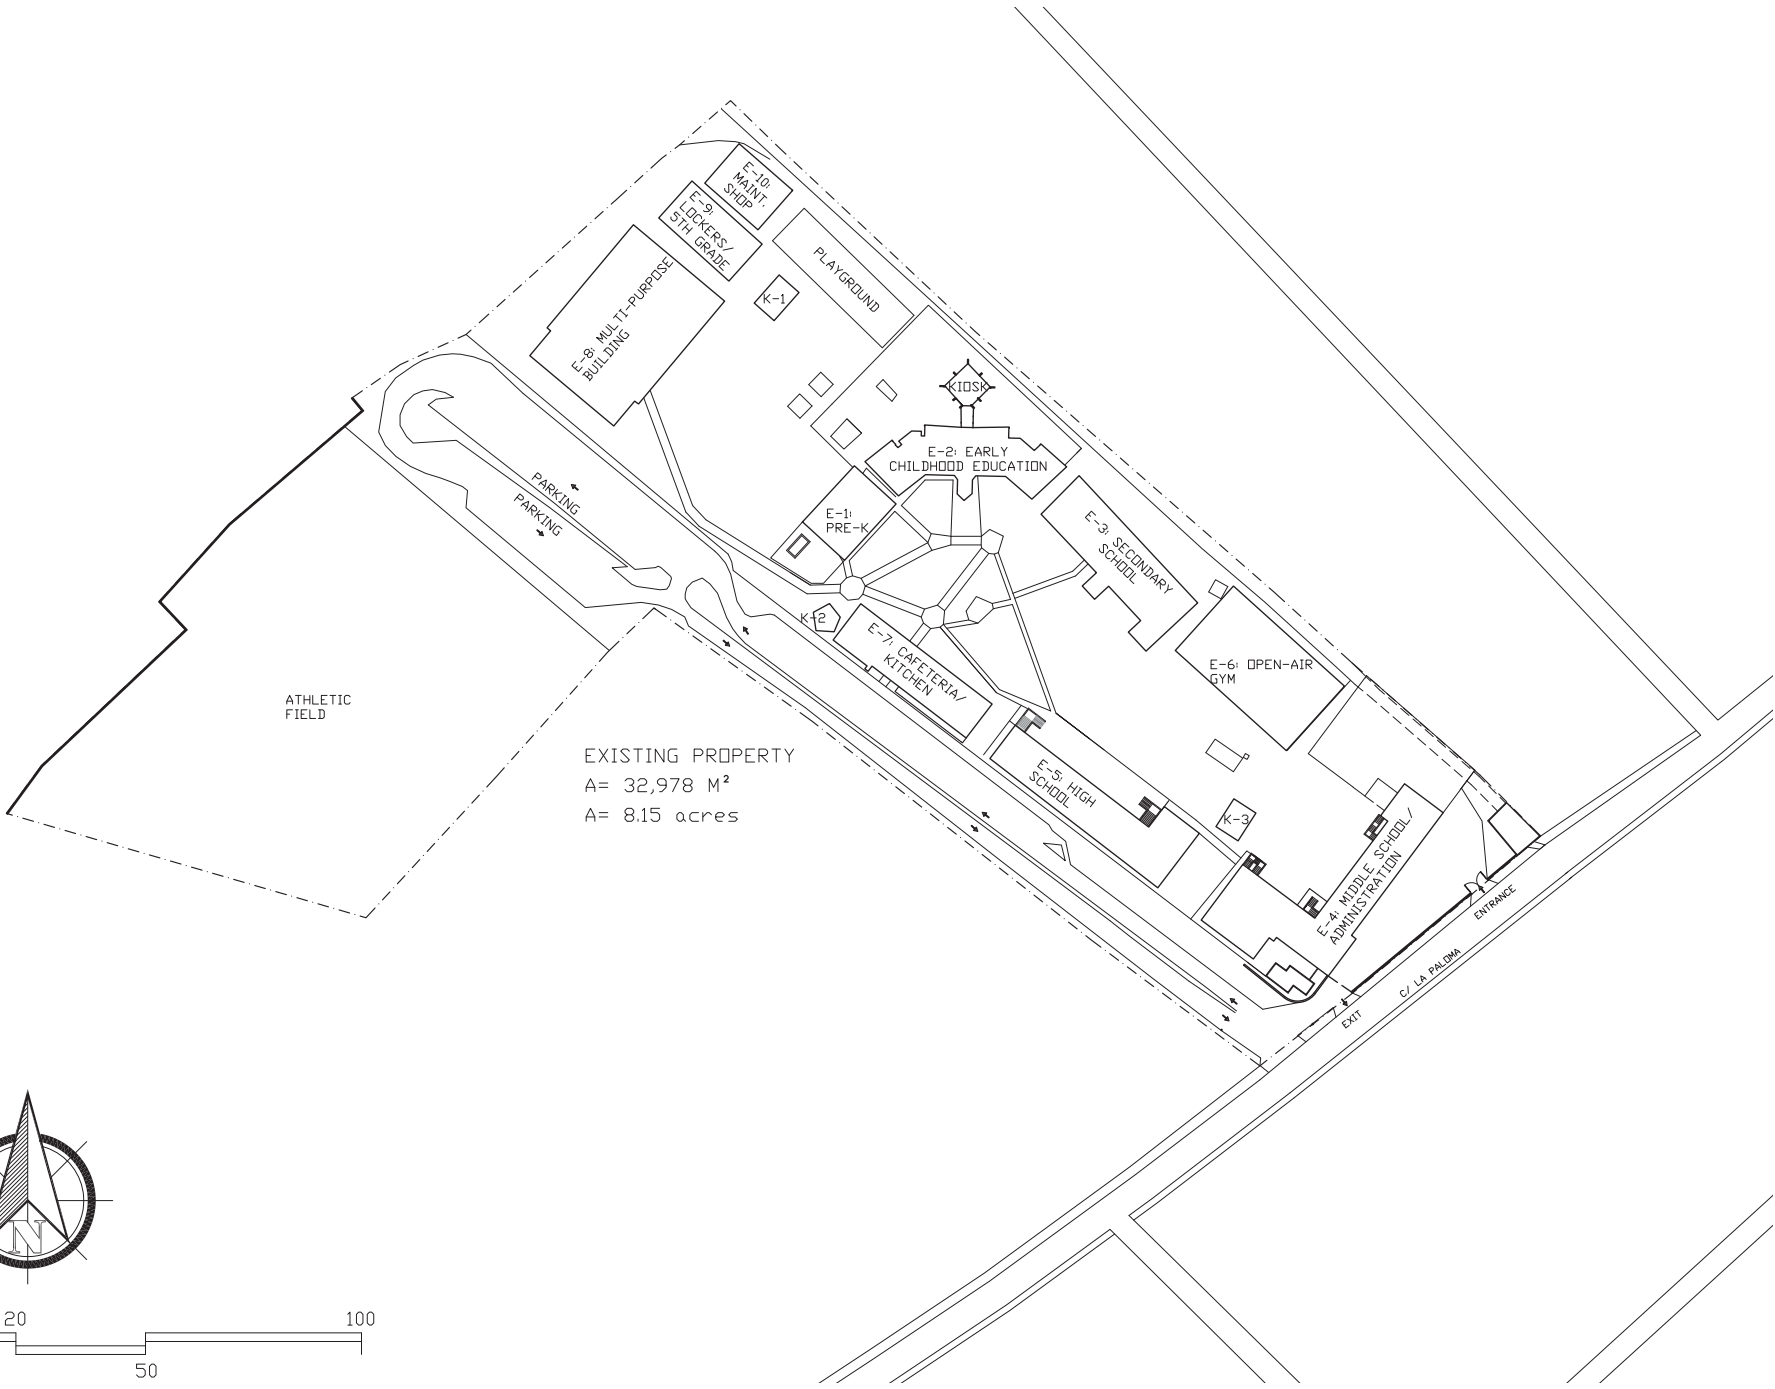 E-10:
MAINT.
SHOP
E-9:
LOCKERS/
5TH GRADE
PLAYGROUND
K-1
E-8: MULTI-PURPOSE
BUILDING
KIOSK
E-2: EARLY
CHILDHOOD EDUCATION
PARKING
PARKING
E-1:
PRE-K
E-3: SECONDARY
SCHOOL
K-2
E-7: CAFETERIA/
KITCHEN
E-6: OPEN-AIR
GYM
ATHLETIC
FIELD
EXISTING PROPERTY
A= 32,978 M²
A= 8.15 acres
E-5: HIGH
SCHOOL
K-3
E-4: MIDDLE SCHOOL/
ADMINISTRATION
ENTRANCE
C/ LA PALOMA
EXIT
N
20
100
50